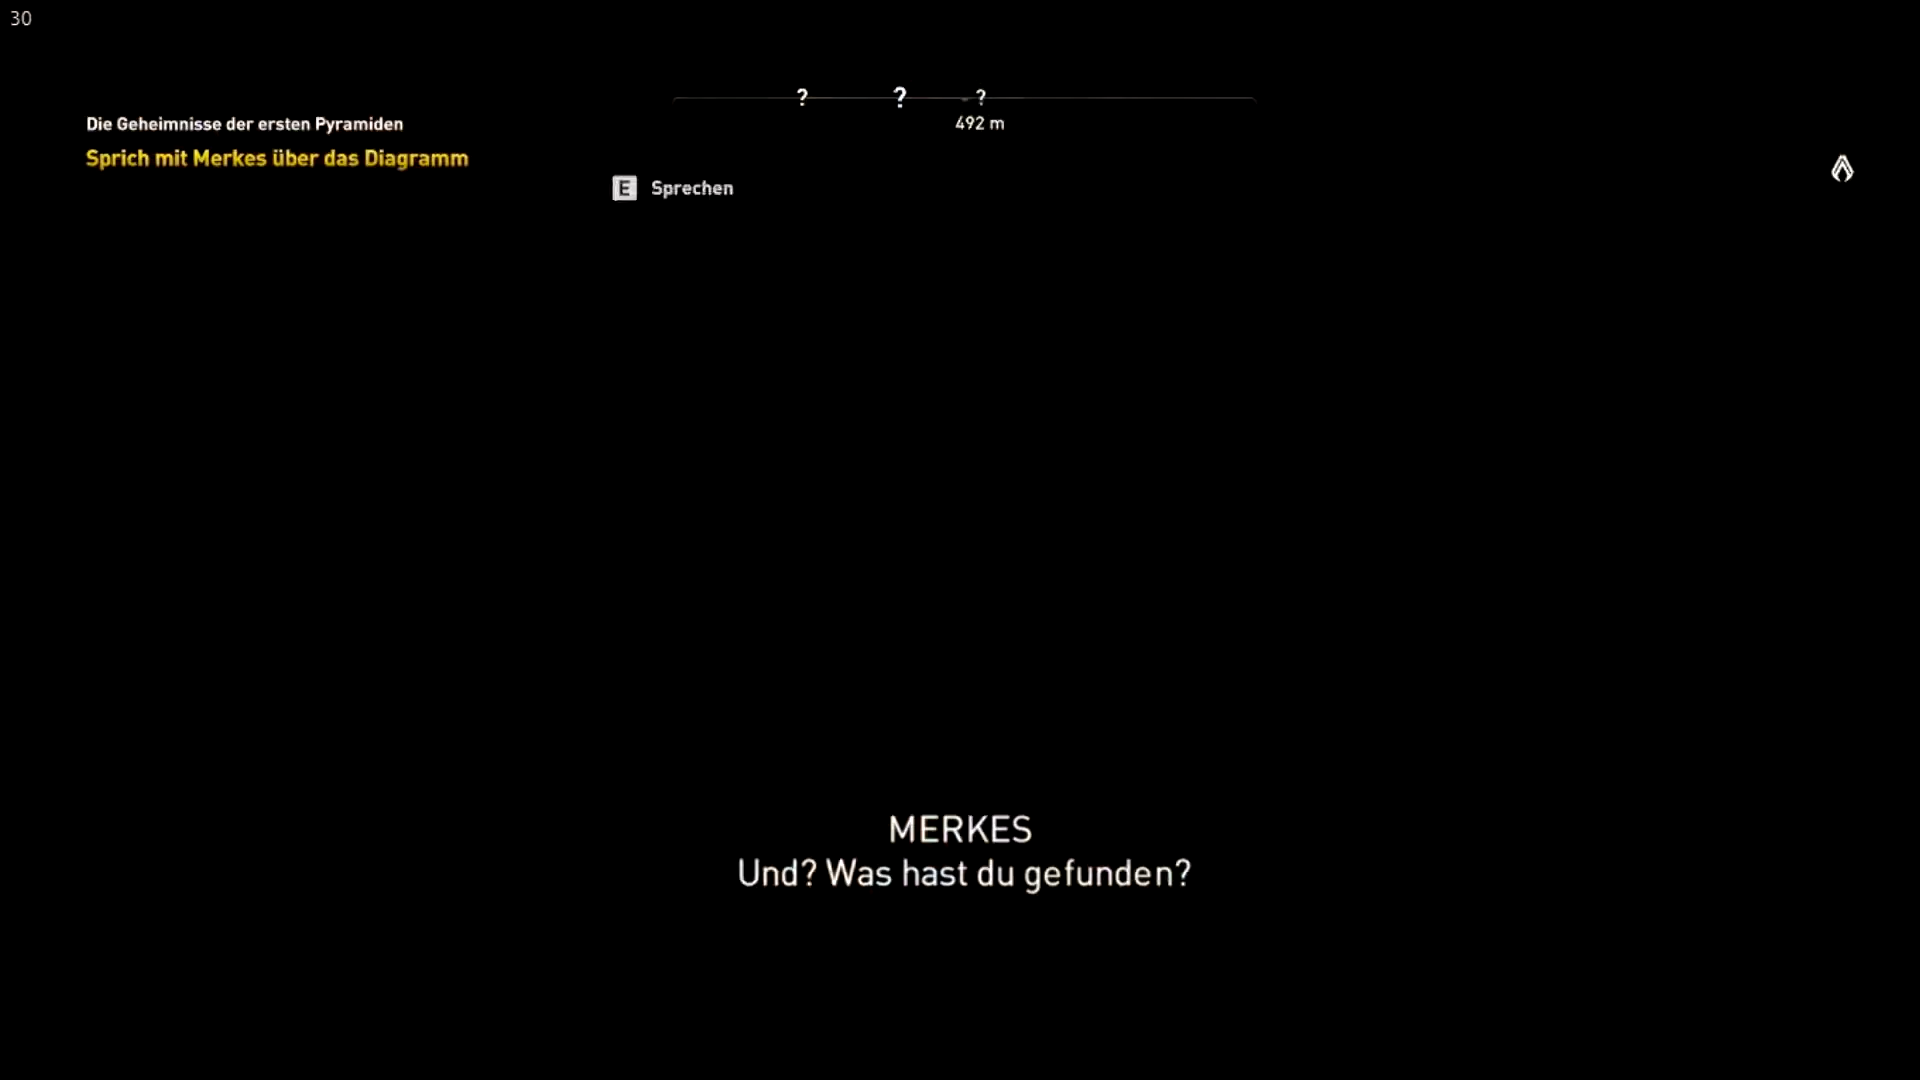 30
? ? ?
492 m
Die Geheimnisse der ersten Pyramiden
Sprich mit Merkes über das Diagramm
E Sprechen
MERKES
Und? Was hast du gefunden?